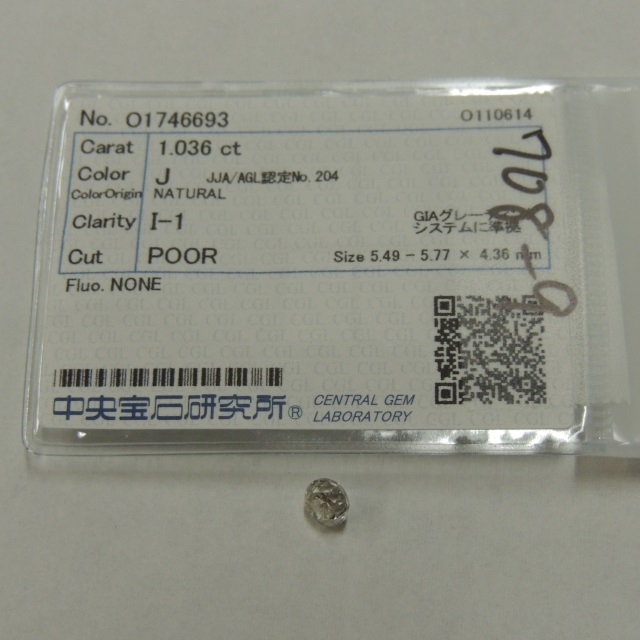 No. O1746693
O110614
Carat 1.036 ct
Color J JJA/AGL認定No.204
ColorOrigin NATURAL
Clarity I-1
GIAグレー
システムに準拠
Cut POOR
Size 5.49 - 5.77 × 4.36 mm
Fluo. NONE
708-0
中央宝石研究所®
CENTRAL GEM
LABORATORY